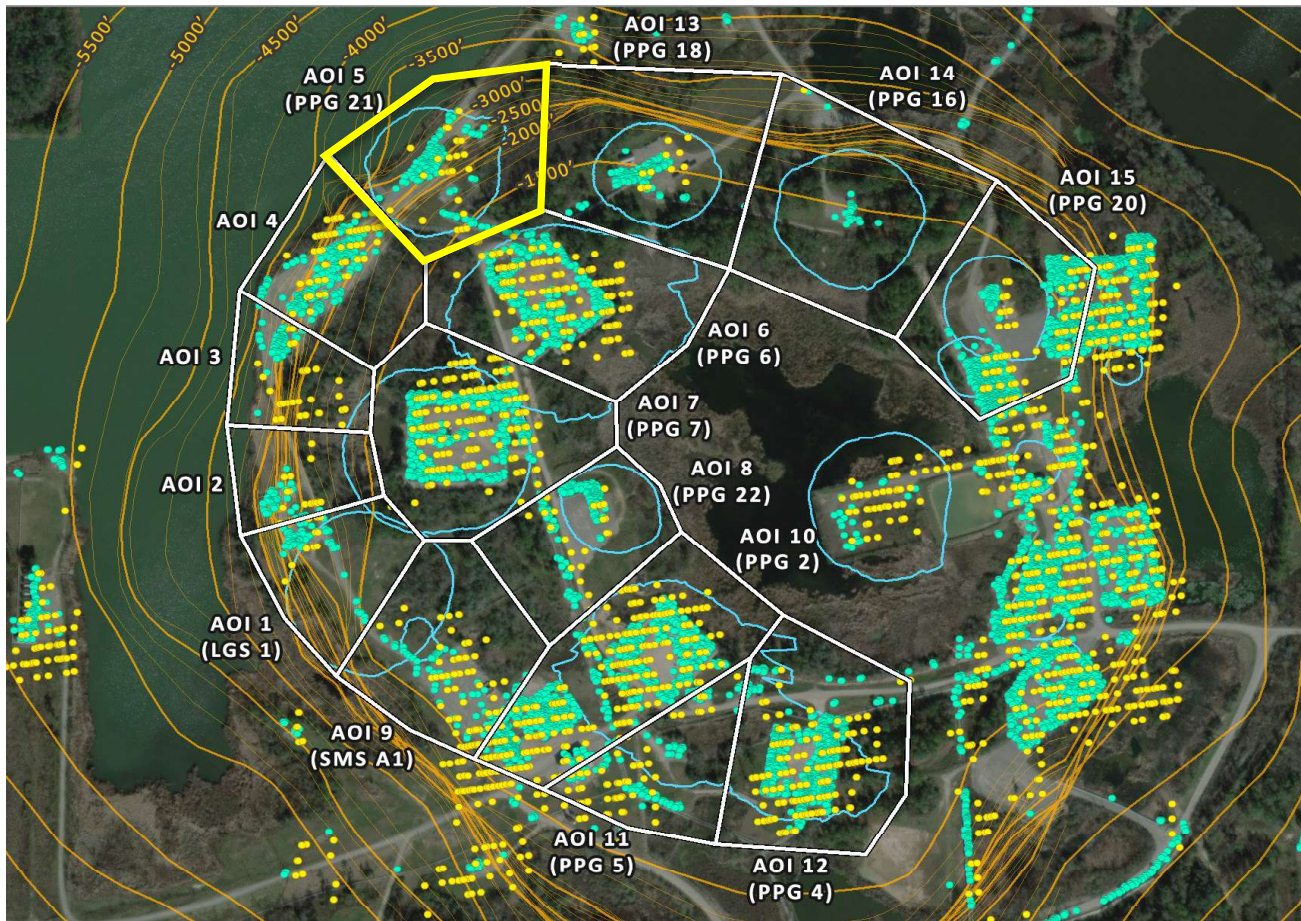 -5500'
-5000'
-4500'
-4000'
-3500'
-3000'
-2500'
-2000'
-1500'
AOI 13
(PPG 18)
AOI 5
(PPG 21)
AOI 14
(PPG 16)
AOI 15
(PPG 20)
AOI 4
AOI 3
AOI 6
(PPG 6)
AOI 7
(PPG 7)
AOI 2
AOI 8
(PPG 22)
AOI 10
(PPG 2)
AOI 1
(LGS 1)
AOI 9
(SMS A1)
AOI 11
(PPG 5)
AOI 12
(PPG 4)